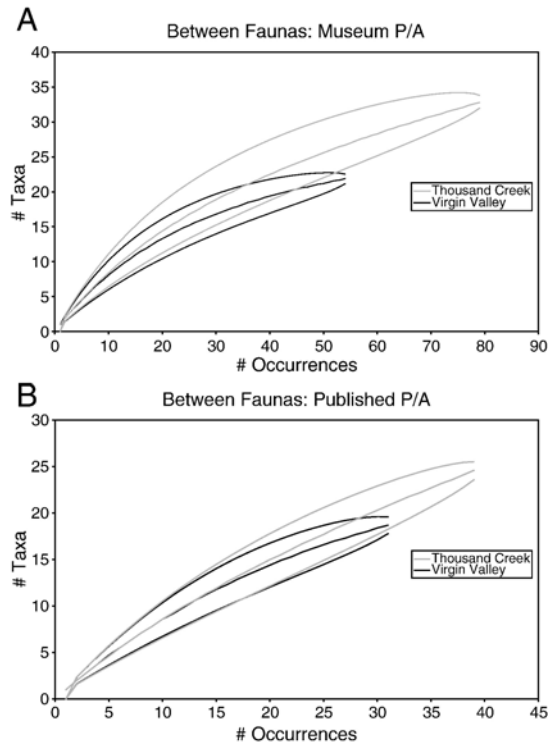 A
Between Faunas: Museum P/A
40
35
30
25
20
15
10
5
0
# Taxa
Thousand Creek
Virgin Valley
0 10 20 30 40 50 60 70 80 90
# Occurrences
B
Between Faunas: Published P/A
30
25
20
15
10
5
0
# Taxa
Thousand Creek
Virgin Valley
0 5 10 15 20 25 30 35 40 45
# Occurrences